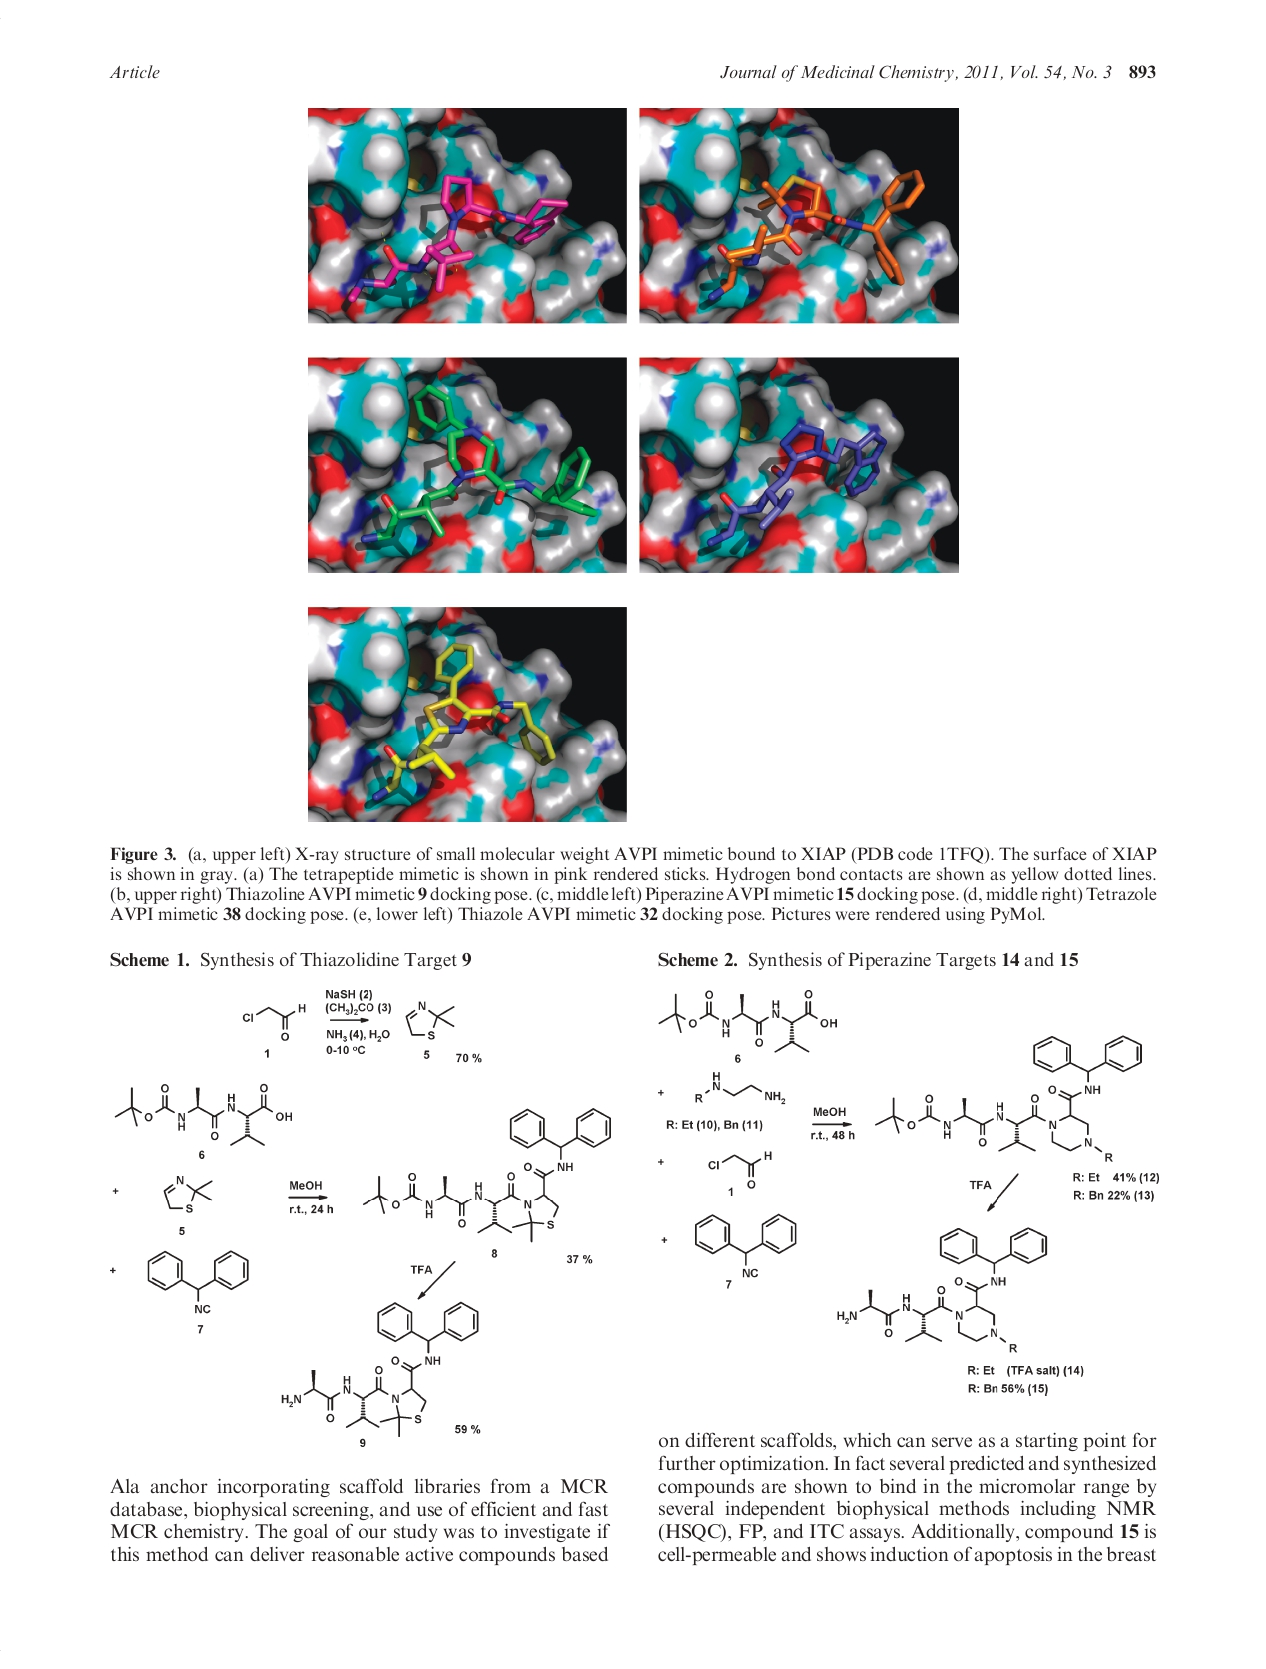 Article
Journal of Medicinal Chemistry, 2011, Vol. 54, No. 3 893
Figure 3. (a, upper left) X-ray structure of small molecular weight AVPI mimetic bound to XIAP (PDB code 1TFQ). The surface of XIAP
is shown in gray. (a) The tetrapeptide mimetic is shown in pink rendered sticks. Hydrogen bond contacts are shown as yellow dotted lines.
(b, upper right) Thiazoline AVPI mimetic 9 docking pose. (c, middle left) Piperazine AVPI mimetic 15 docking pose. (d, middle right) Tetrazole
AVPI mimetic 38 docking pose. (e, lower left) Thiazole AVPI mimetic 32 docking pose. Pictures were rendered using PyMol.
Scheme 1. Synthesis of Thiazolidine Target 9
Cl
H
O
1
NaSH (2)
(CH3)2CO (3)
NH3 (4), H2O
0-10 oC
N
S
5
70 %
O
O
N
H
O
H
N
O
OH
6
+
N
S
5
+
NC
7
MeOH
r.t., 24 h
O
O
N
H
O
H
N
O
N
S
O
NH
8
37 %
TFA
H2N
O
H
N
O
N
S
O
NH
9
59 %
Ala anchor incorporating scaffold libraries from a MCR
database, biophysical screening, and use of efficient and fast
MCR chemistry. The goal of our study was to investigate if
this method can deliver reasonable active compounds based
Scheme 2. Synthesis of Piperazine Targets 14 and 15
O
O
N
H
O
H
N
O
OH
6
+
R
H
N
NH2
R: Et (10), Bn (11)
+
Cl
H
O
1
+
NC
7
MeOH
r.t., 48 h
O
O
N
H
O
H
N
O
N
N
R
O
NH
R: Et 41% (12)
R: Bn 22% (13)
TFA
H2N
O
H
N
O
N
N
R
O
NH
R: Et (TFA salt) (14)
R: Bn 56% (15)
on different scaffolds, which can serve as a starting point for
further optimization. In fact several predicted and synthesized
compounds are shown to bind in the micromolar range by
several independent biophysical methods including NMR
(HSQC), FP, and ITC assays. Additionally, compound 15 is
cell-permeable and shows induction of apoptosis in the breast